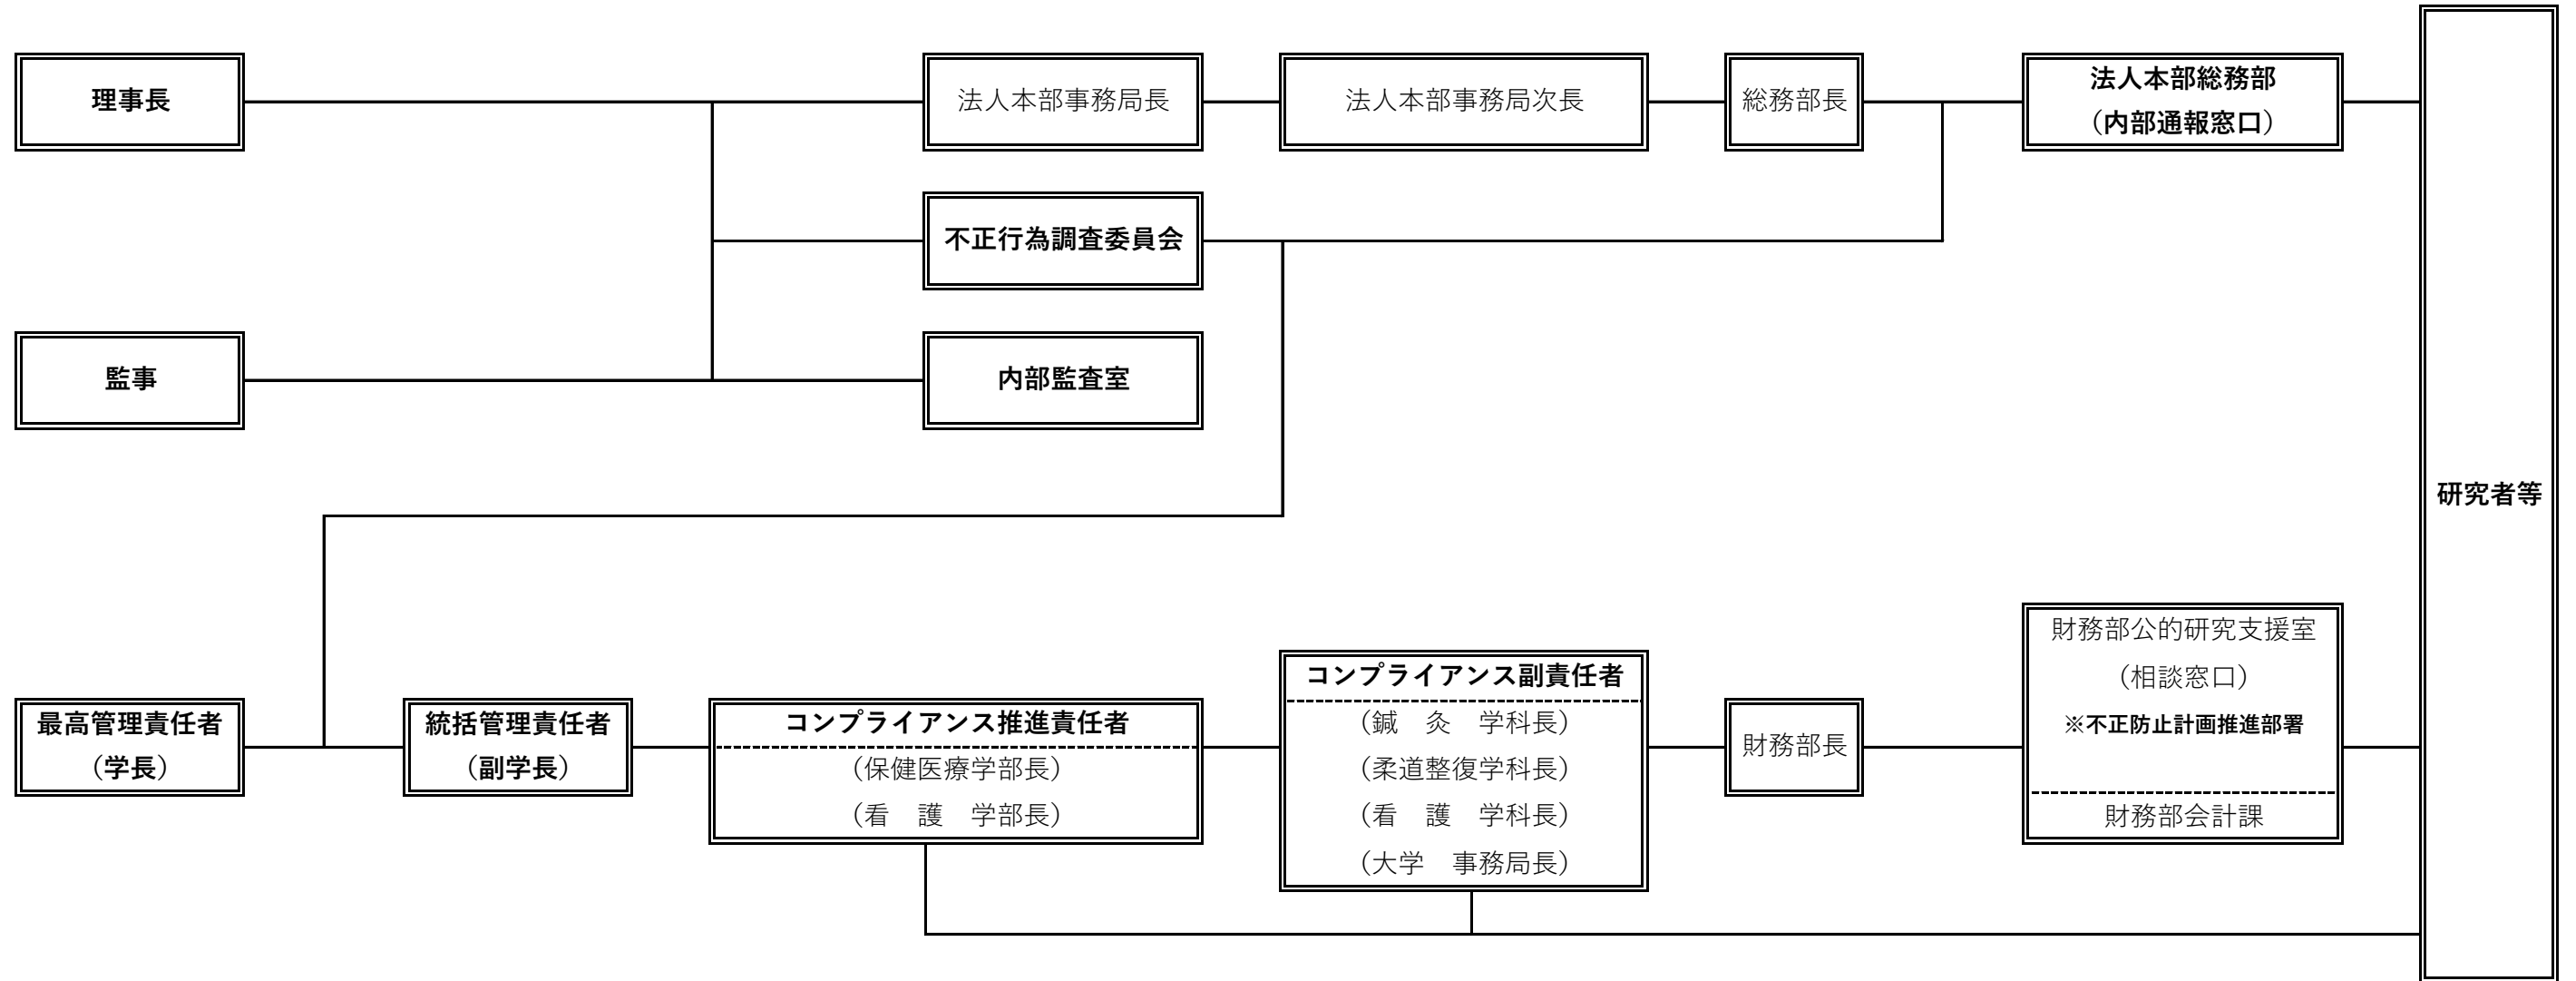 理事長
法人本部事務局長
法人本部事務局次長
総務部長
法人本部総務部
（内部通報窓口）
不正行為調査委員会
監事
内部監査室
研究者等
最高管理責任者
（学長）
統括管理責任者
（副学長）
コンプライアンス推進責任者
（保健医療学部長）
（看　護　学部長）
コンプライアンス副責任者
（鍼　灸　学科長）
（柔道整復学科長）
（看　護　学科長）
（大学　事務局長）
財務部長
財務部公的研究支援室
（相談窓口）
※不正防止計画推進部署
財務部会計課